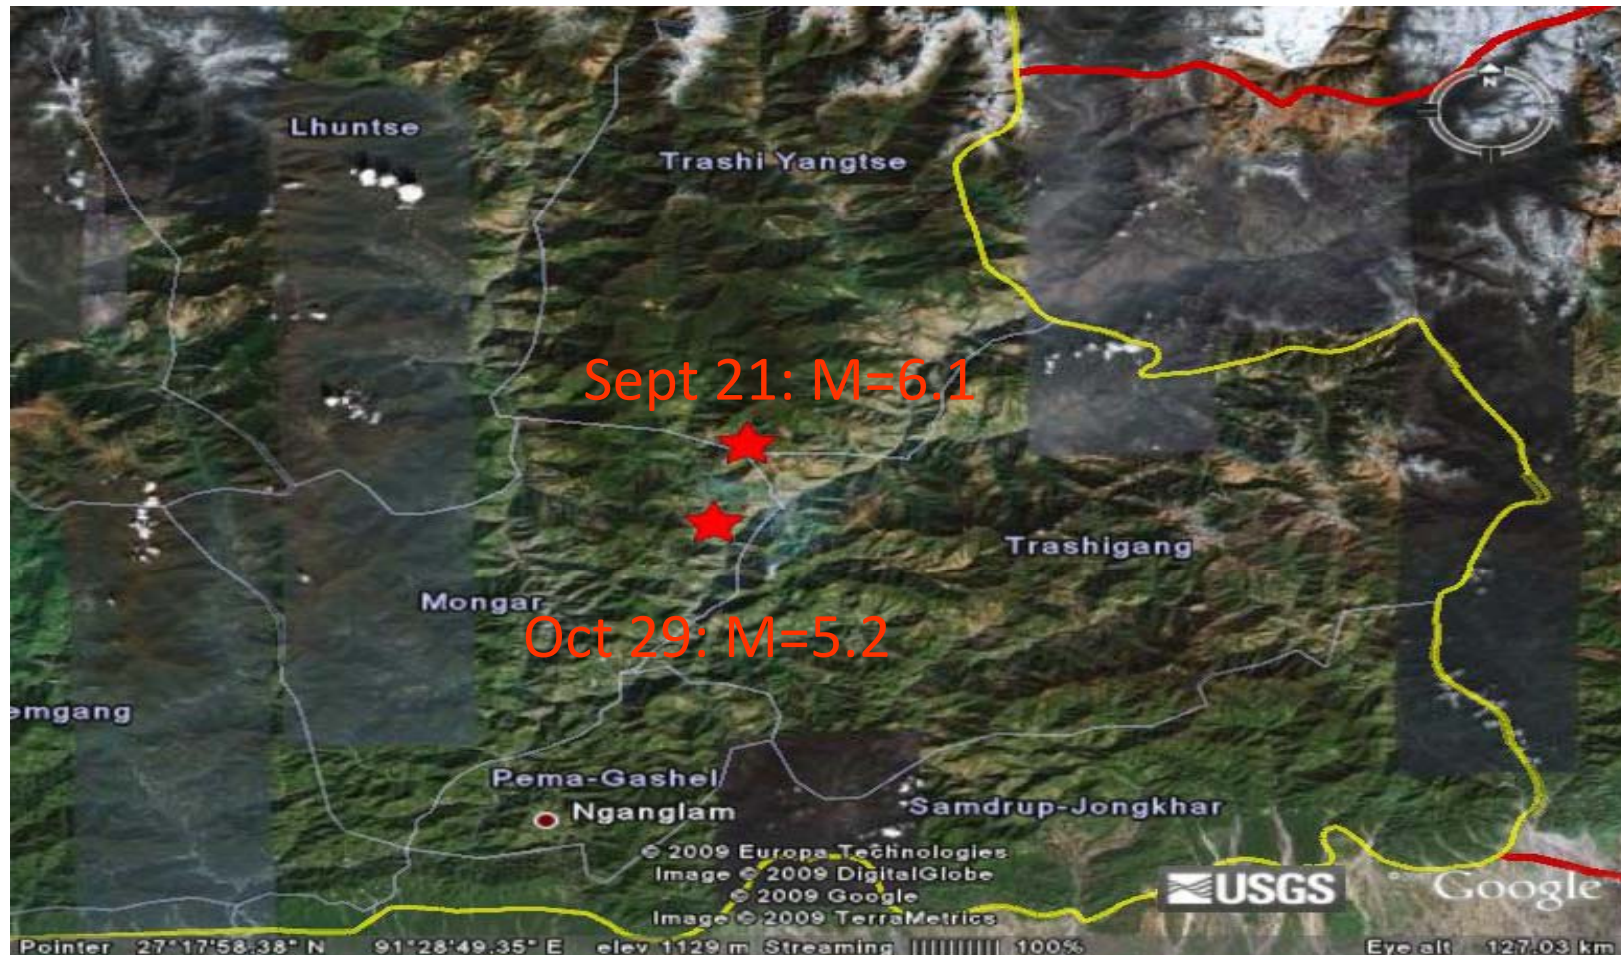 N
Lhuntse
Trashi Yangtse
Sept 21: M=6.1
Trashigang
Mongar
Oct 29: M=5.2
emgang
Pema-Gashel
Nganglam
Samdrup-Jongkhar
© 2009 Europa Technologies
Image © 2009 DigitalGlobe
© 2009 Google
Image © 2009 TerraMetrics
USGS
Google
Pointer 27°17'58.38" N 91°28'49.35" E elev 1129 m Streaming |||||||||| 100% Eye alt 127.03 km